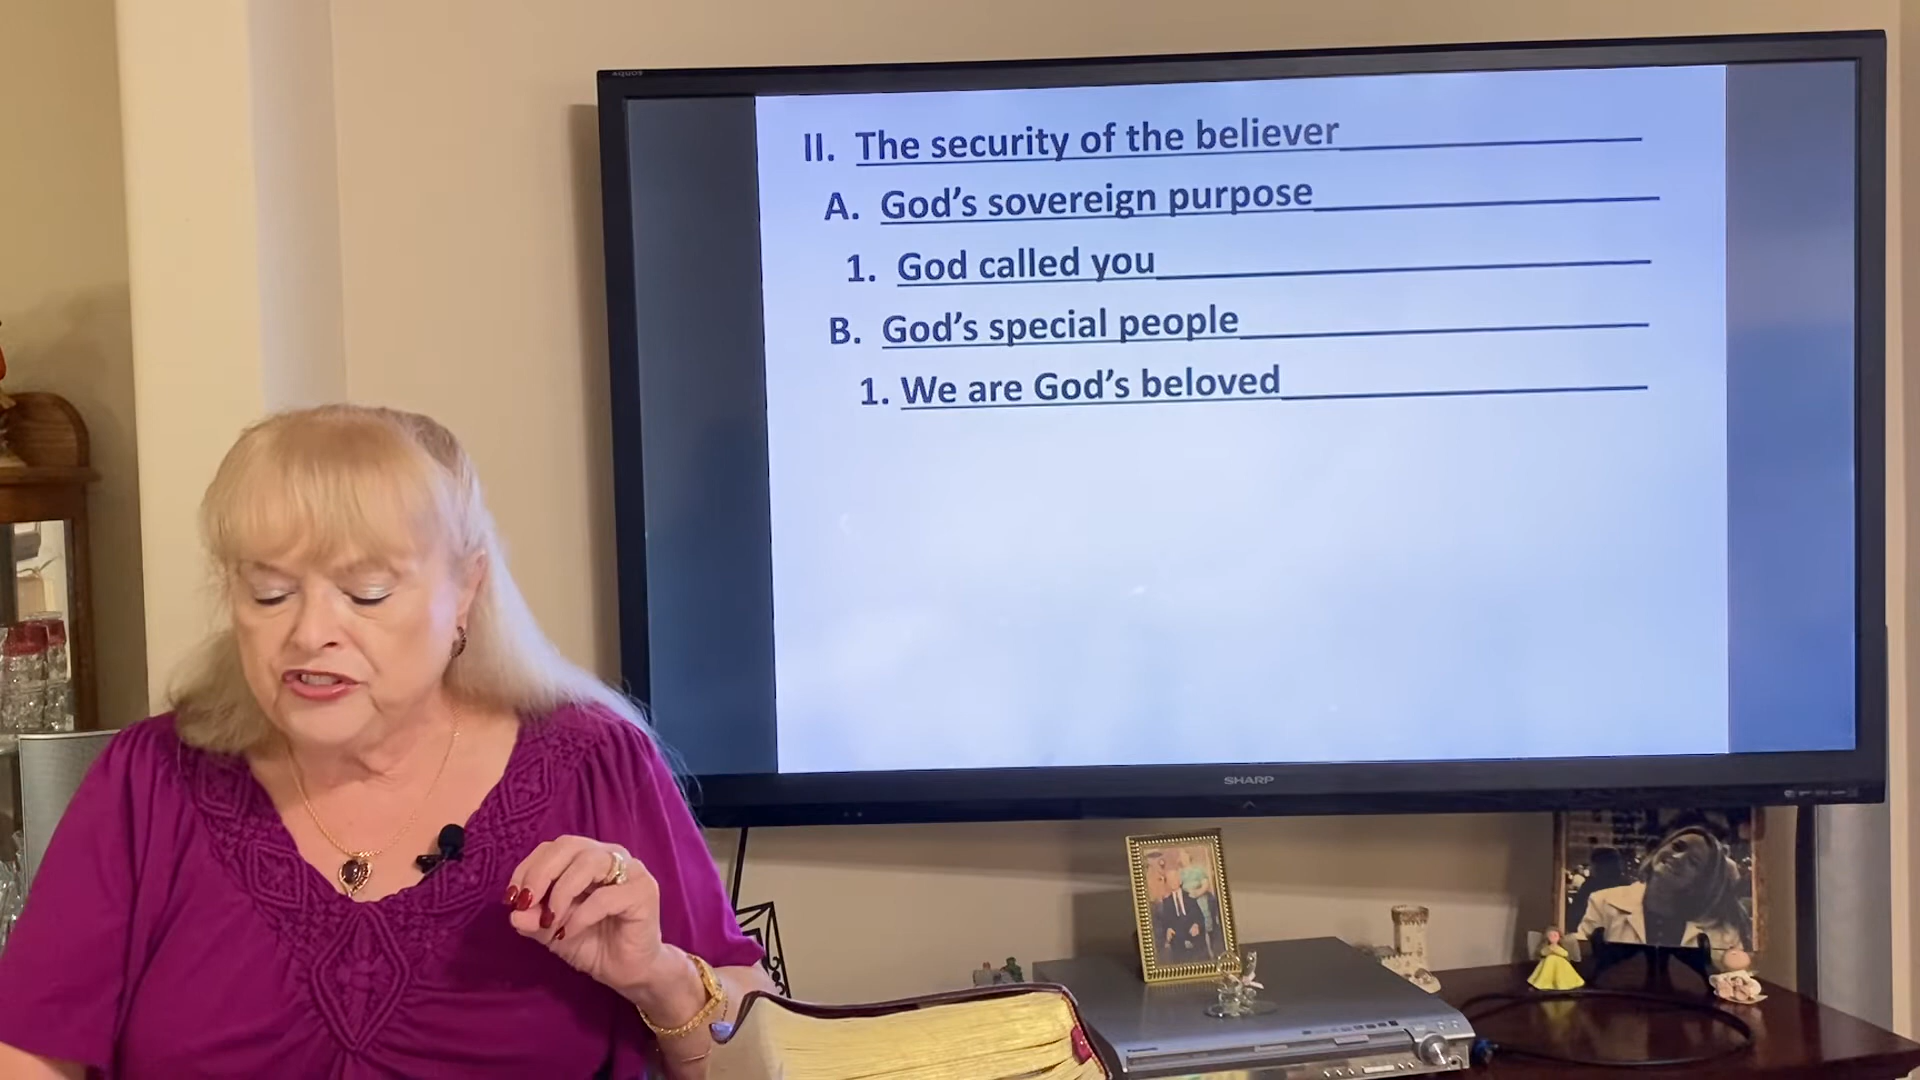 AQUOS
II. The security of the believer
A. God's sovereign purpose
1. God called you
B. God's special people
1. We are God's beloved
SHARP